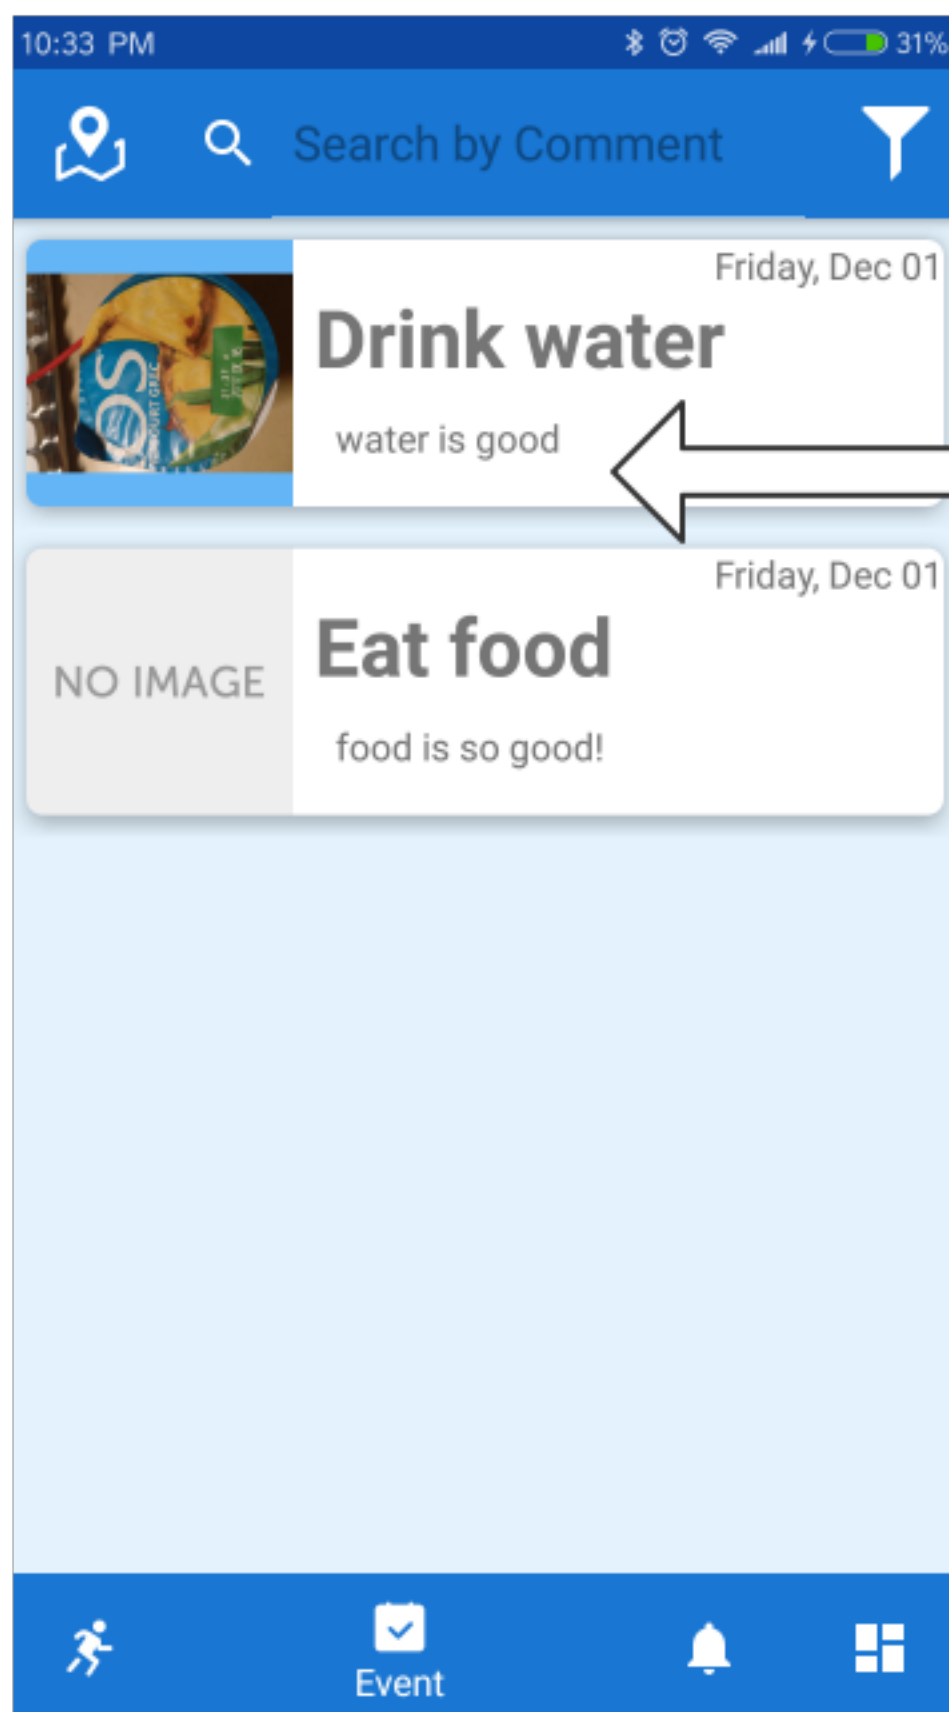 10:33 PM 31%
Search by Comment
Friday, Dec 01
Drink water
water is good
Friday, Dec 01
NO IMAGE
Eat food
food is so good!
Event